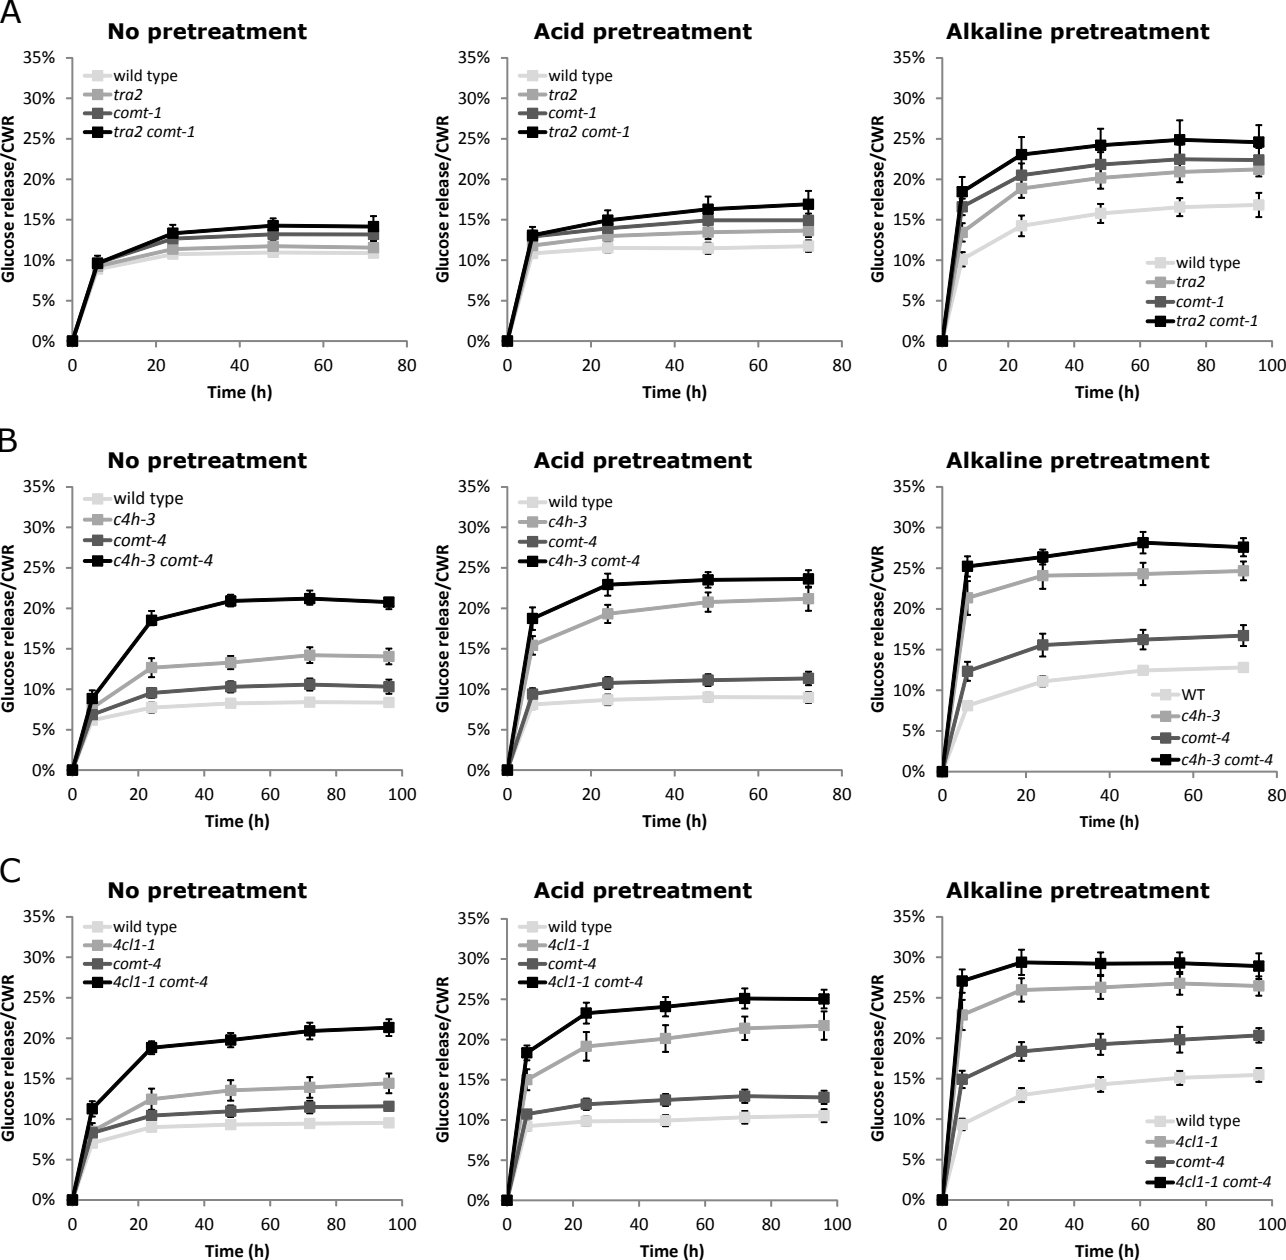 A
No pretreatment
Acid pretreatment
Alkaline pretreatment
Glucose release/CWR
35%
30%
25%
20%
15%
10%
5%
0%
wild type
tra2
comt-1
tra2 comt-1
0 20 40 60 80
Time (h)
Glucose release/CWR
35%
30%
25%
20%
15%
10%
5%
0%
wild type
tra2
comt-1
tra2 comt-1
0 20 40 60 80
Time (h)
Glucose release/CWR
35%
30%
25%
20%
15%
10%
5%
0%
wild type
tra2
comt-1
tra2 comt-1
0 20 40 60 80 100
Time (h)
B
No pretreatment
Acid pretreatment
Alkaline pretreatment
Glucose release/CWR
35%
30%
25%
20%
15%
10%
5%
0%
wild type
c4h-3
comt-4
c4h-3 comt-4
0 20 40 60 80 100
Time (h)
Glucose release/CWR
35%
30%
25%
20%
15%
10%
5%
0%
wild type
c4h-3
comt-4
c4h-3 comt-4
0 20 40 60 80
Time (h)
Glucose release/CWR
35%
30%
25%
20%
15%
10%
5%
0%
WT
c4h-3
comt-4
c4h-3 comt-4
0 20 40 60 80
Time (h)
C
No pretreatment
Acid pretreatment
Alkaline pretreatment
Glucose release/CWR
35%
30%
25%
20%
15%
10%
5%
0%
wild type
4cl1-1
comt-4
4cl1-1 comt-4
0 20 40 60 80 100
Time (h)
Glucose release/CWR
35%
30%
25%
20%
15%
10%
5%
0%
wild type
4cl1-1
comt-4
4cl1-1 comt-4
0 20 40 60 80 100
Time (h)
Glucose release/CWR
35%
30%
25%
20%
15%
10%
5%
0%
wild type
4cl1-1
comt-4
4cl1-1 comt-4
0 20 40 60 80 100
Time (h)